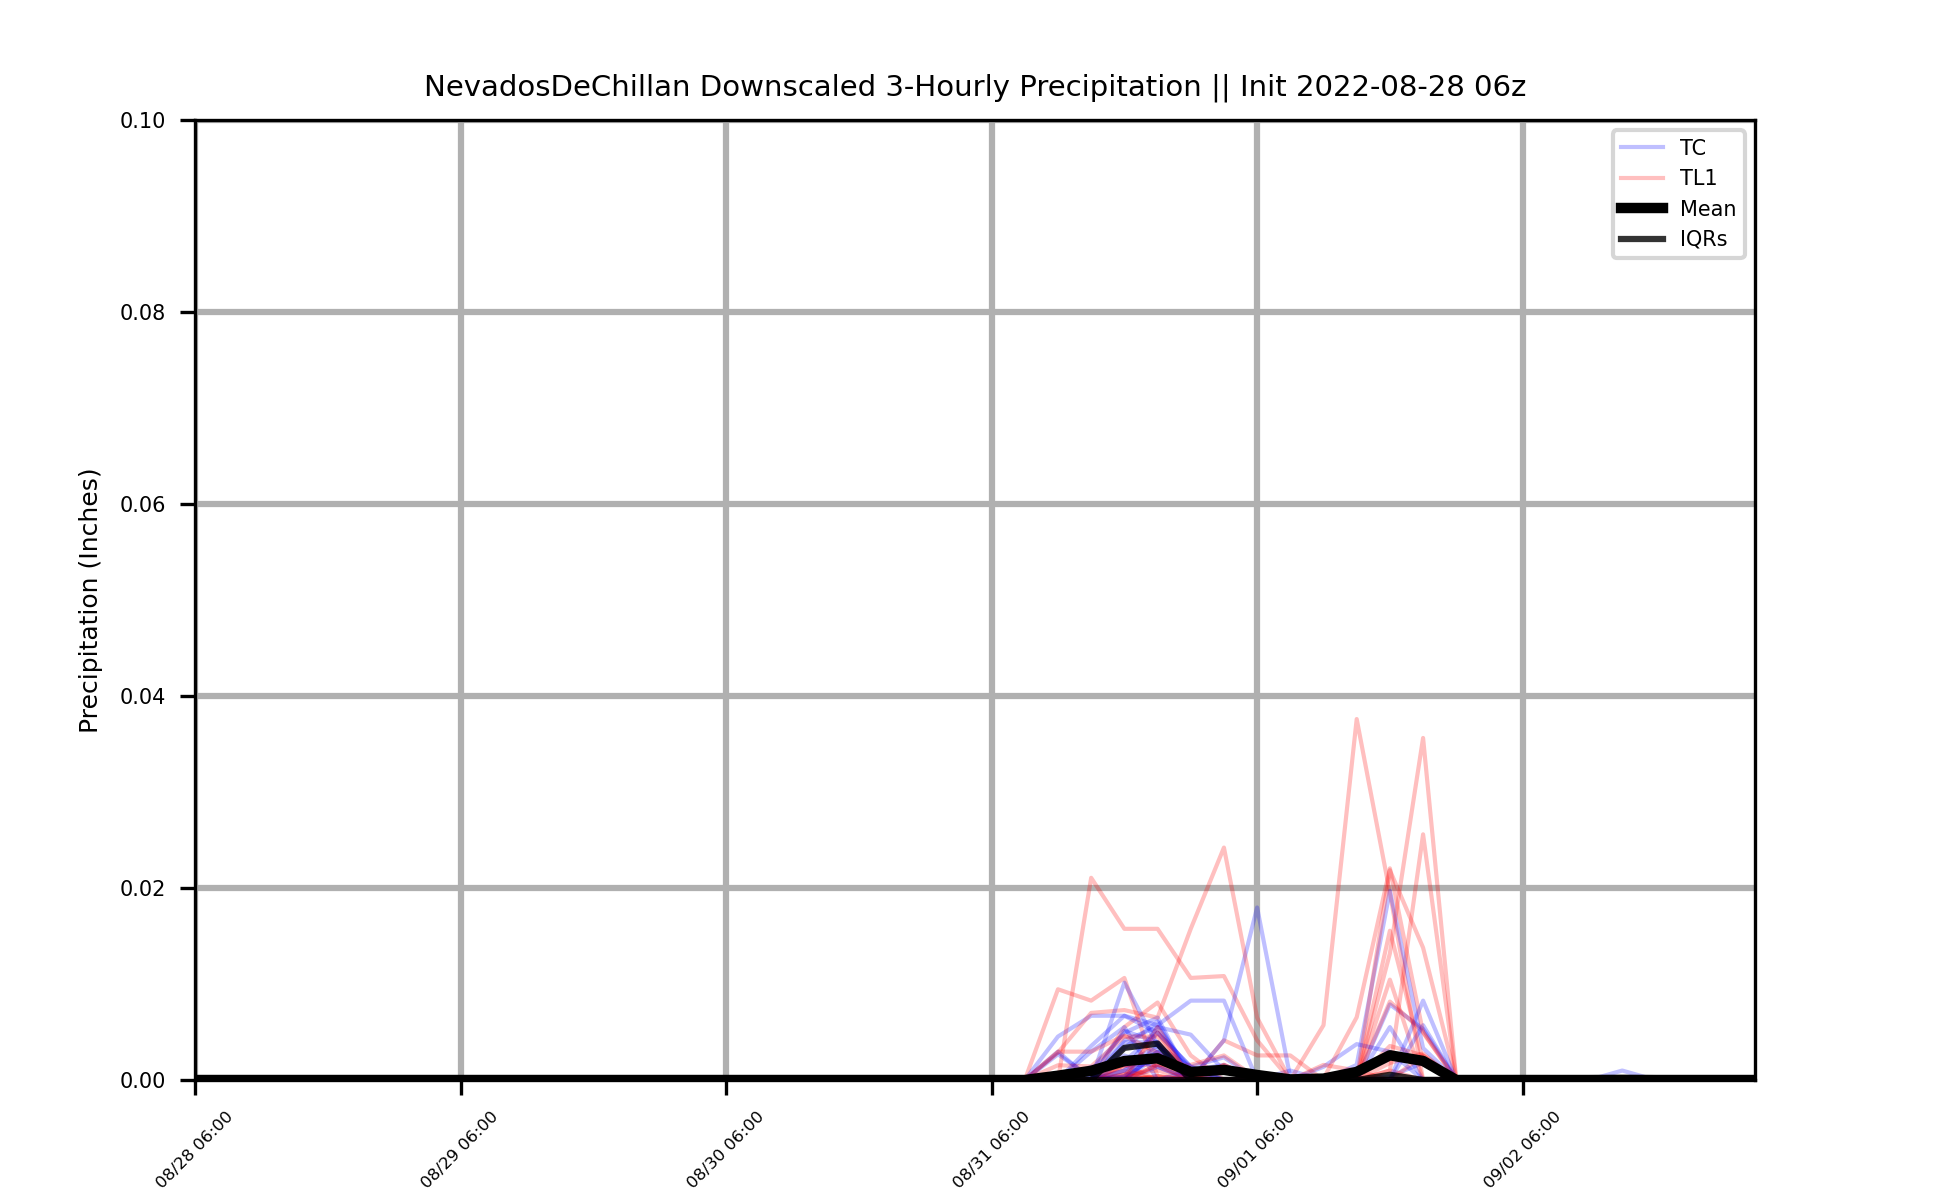 NevadosDeChillan Downscaled 3-Hourly Precipitation || Init 2022-08-28 06z
TC
TL1
Mean
IQRs
Precipitation (Inches)
0.10
0.08
0.06
0.04
0.02
0.00
08/28 06:00
08/29 06:00
08/30 06:00
08/31 06:00
09/01 06:00
09/02 06:00